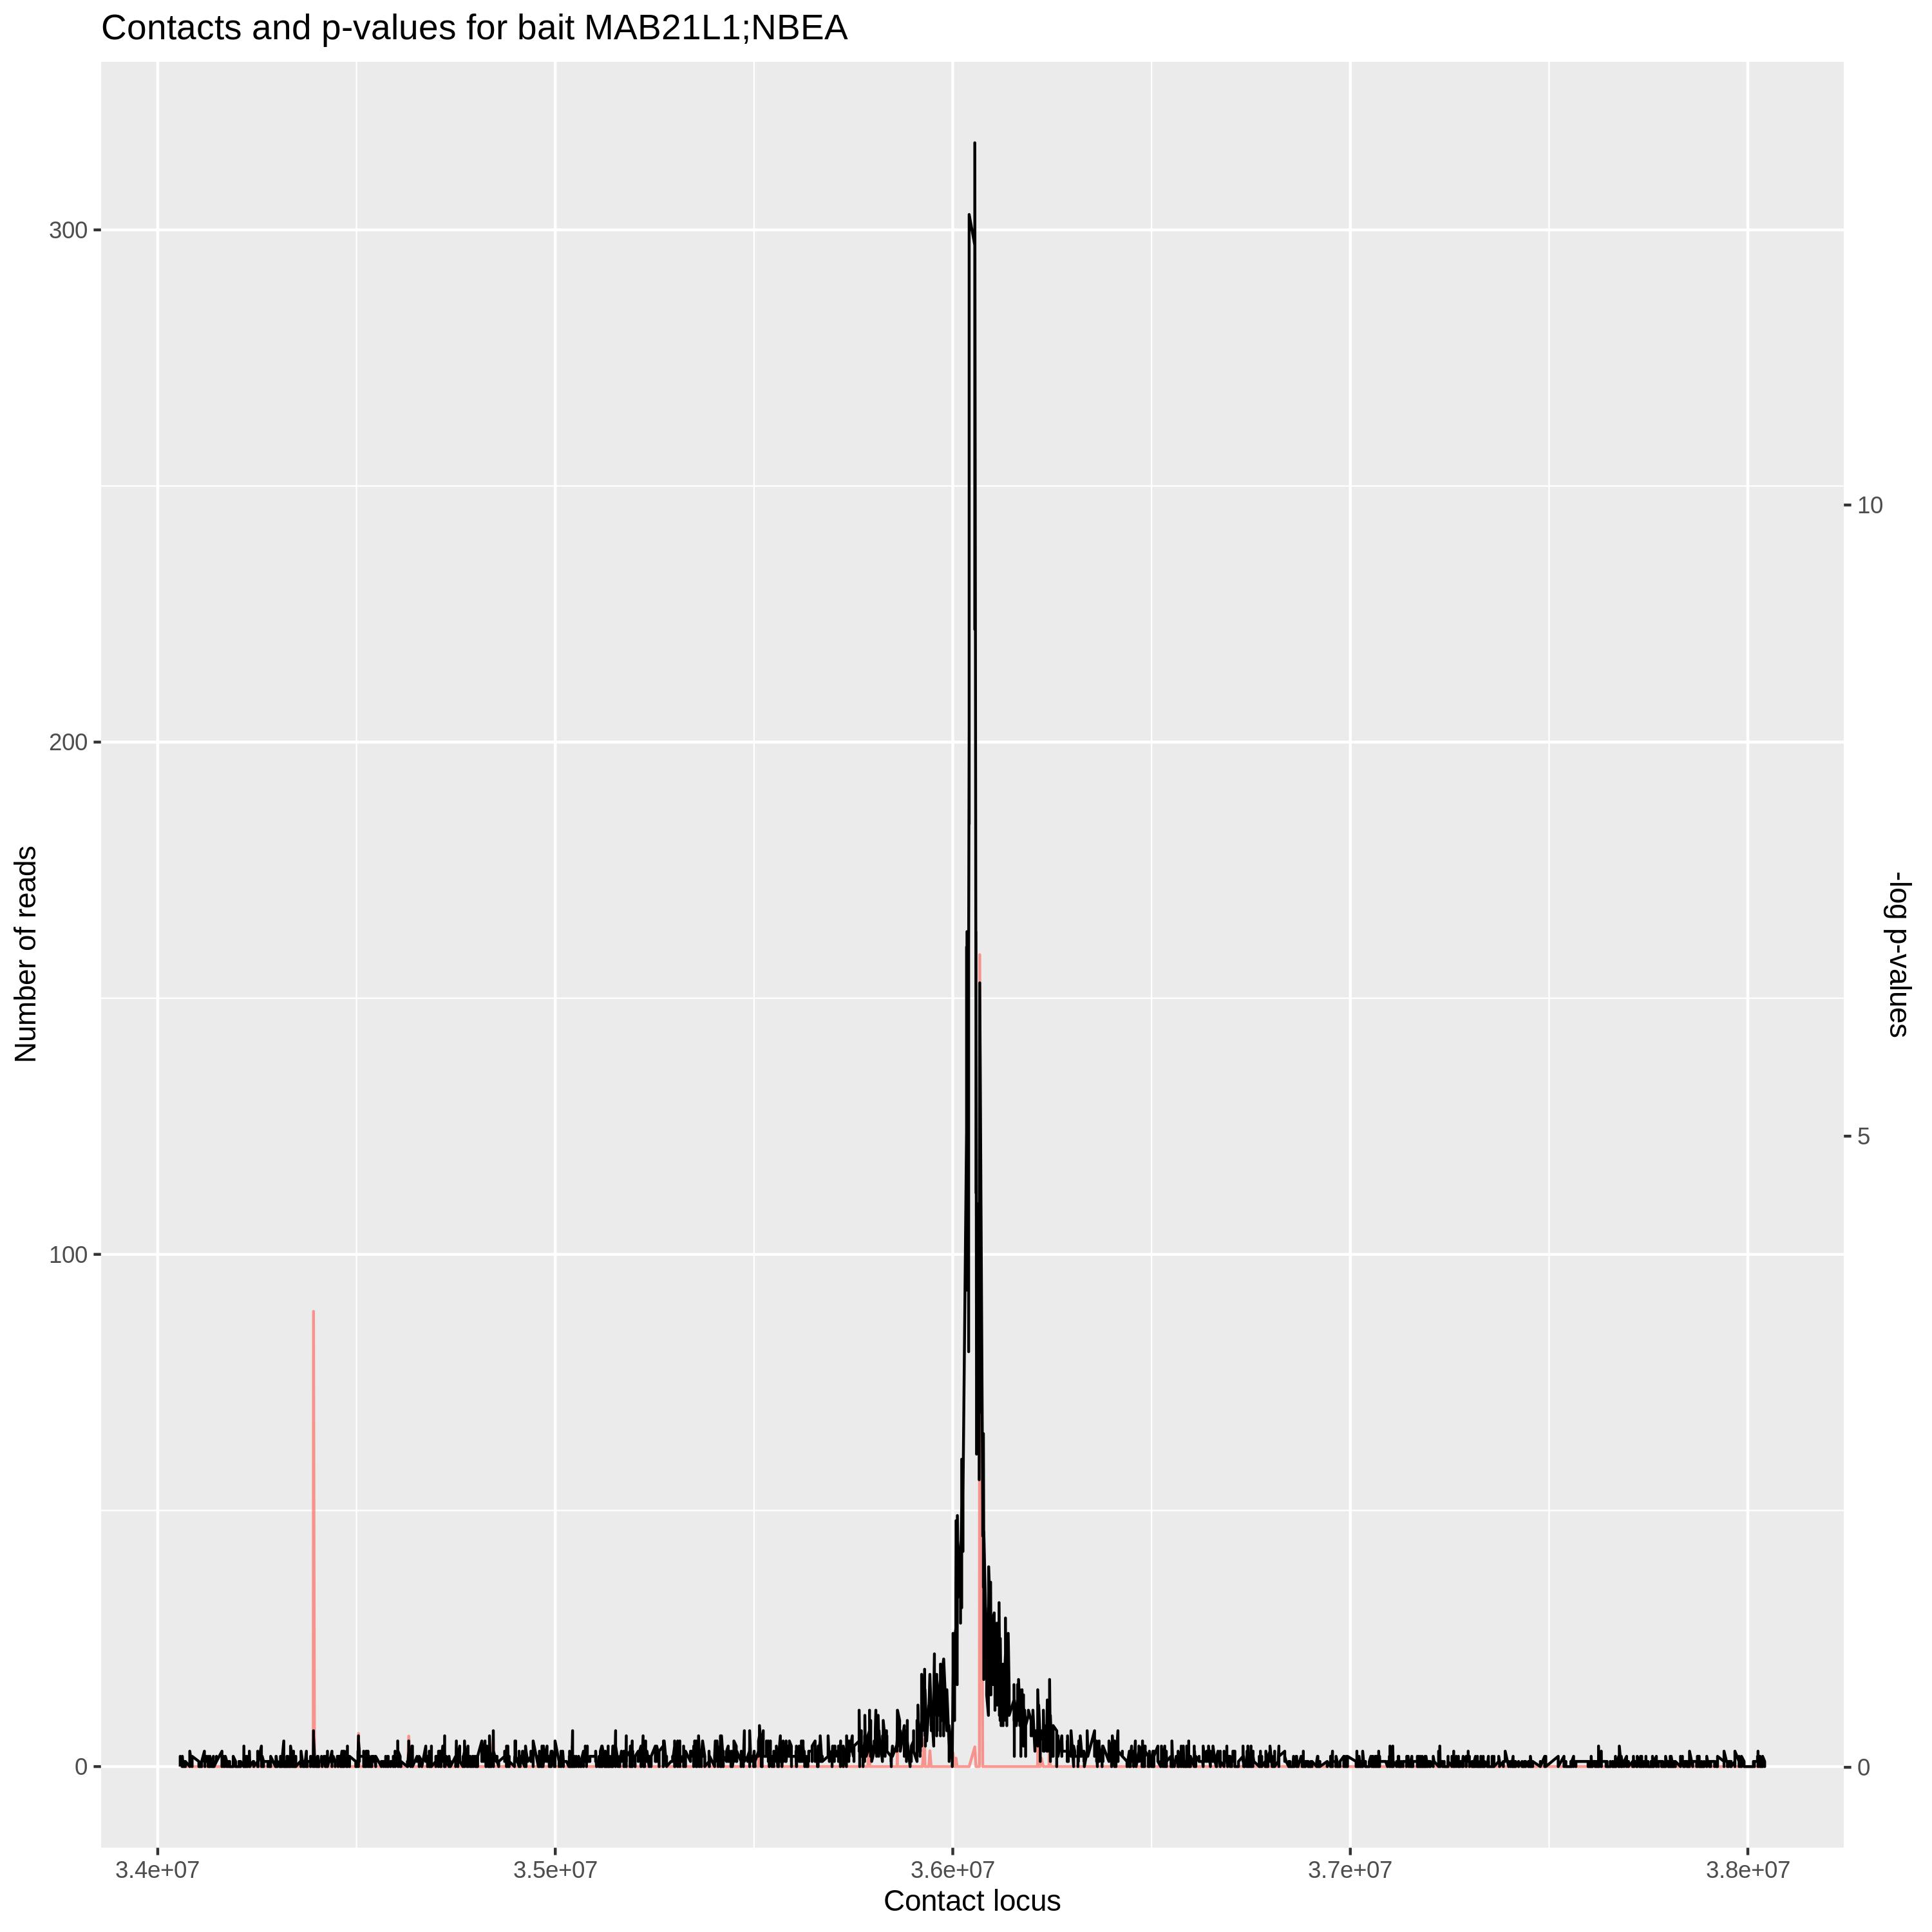 Contacts and p-values for bait MAB21L1;NBEA
300
200
100
0
Number of reads
10
5
0
-log p-values
3.4e+07 3.5e+07 3.6e+07 3.7e+07 3.8e+07
Contact locus